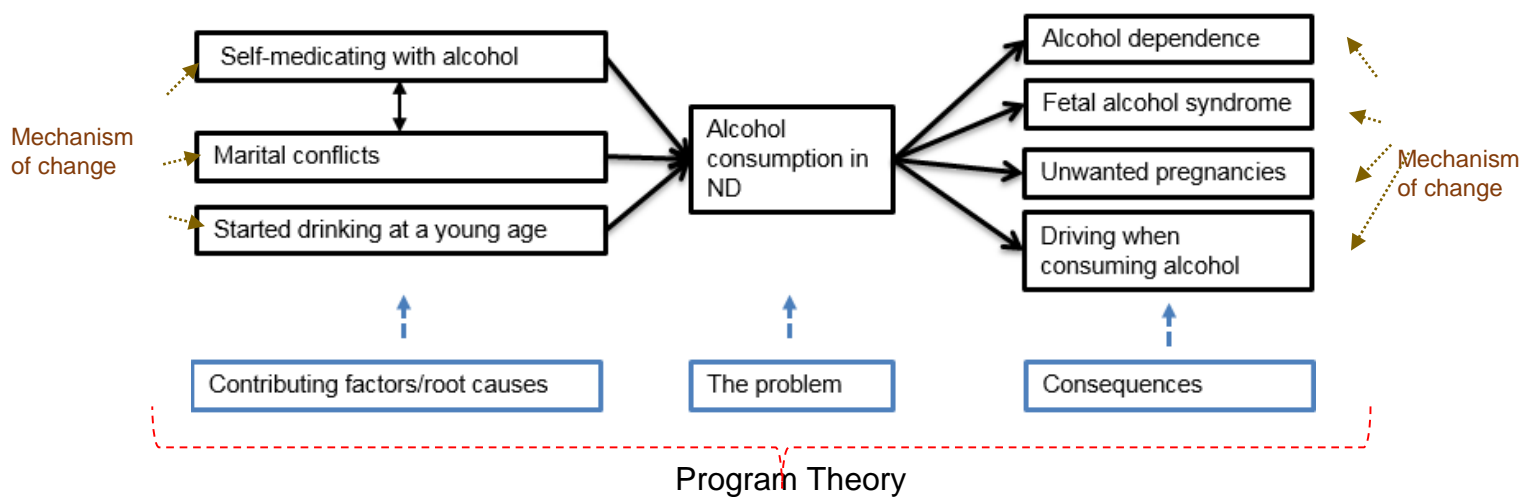 Self-medicating with alcohol
Mechanism
of change
Marital conflicts
Started drinking at a young age
Alcohol
consumption in
ND
Alcohol dependence
Fetal alcohol syndrome
Unwanted pregnancies
Driving when
consuming alcohol
Mechanism
of change
Contributing factors/root causes
The problem
Consequences
Program Theory